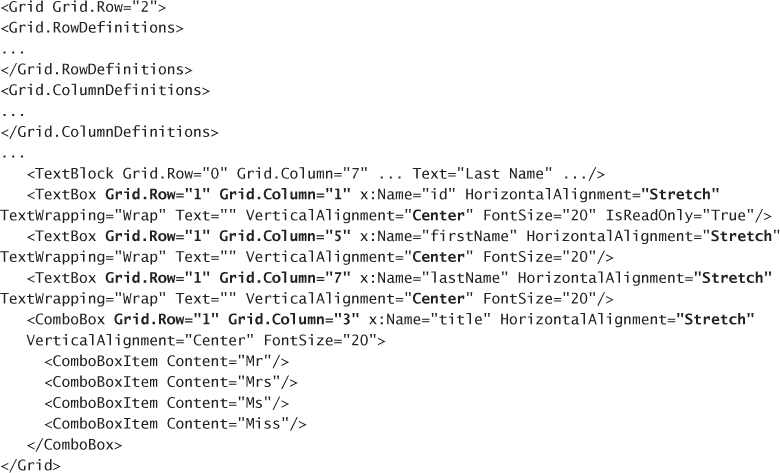 <Grid Grid.Row="2">
<Grid.RowDefinitions>
...
</Grid.RowDefinitions>
<Grid.ColumnDefinitions>
...
</Grid.ColumnDefinitions>
...
<TextBlock Grid.Row="0" Grid.Column="7" ... Text="Last Name" .../>
<TextBox Grid.Row="1" Grid.Column="1" x:Name="id" HorizontalAlignment="Stretch"
TextWrapping="Wrap" Text="" VerticalAlignment="Center" FontSize="20" IsReadOnly="True"/>
<TextBox Grid.Row="1" Grid.Column="5" x:Name="firstName" HorizontalAlignment="Stretch"
TextWrapping="Wrap" Text="" VerticalAlignment="Center" FontSize="20"/>
<TextBox Grid.Row="1" Grid.Column="7" x:Name="lastName" HorizontalAlignment="Stretch"
TextWrapping="Wrap" Text="" VerticalAlignment="Center" FontSize="20"/>
<ComboBox Grid.Row="1" Grid.Column="3" x:Name="title" HorizontalAlignment="Stretch"
VerticalAlignment="Center" FontSize="20">
<ComboBoxItem Content="Mr"/>
<ComboBoxItem Content="Mrs"/>
<ComboBoxItem Content="Ms"/>
<ComboBoxItem Content="Miss"/>
</ComboBox>
</Grid>